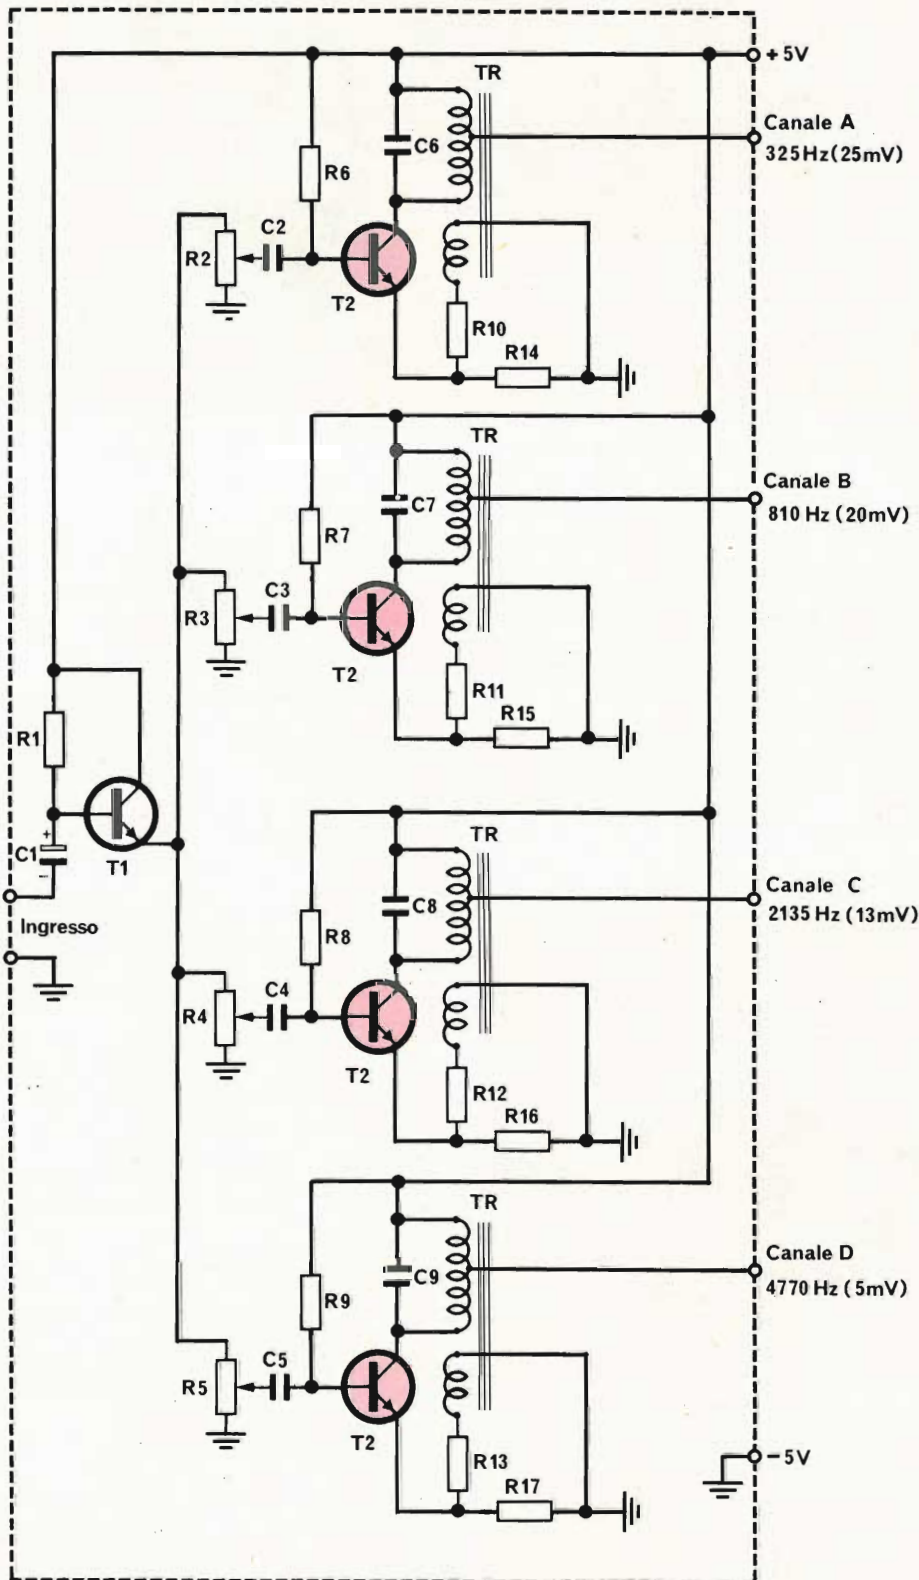 +5V
TR
Canale A
325Hz (25mV)
C6
R6
C2
R2
T2
R10
R14
TR
Canale B
810 Hz (20mV)
C7
R7
C3
R3
T2
R11
R15
R1
+
C1
-
T1
TR
Canale C
2135 Hz (13mV)
C8
Ingresso
R8
C4
R4
T2
R12
R16
TR
Canale D
4770 Hz (5mV)
C9
R9
C5
R5
T2
R13
R17
-5V